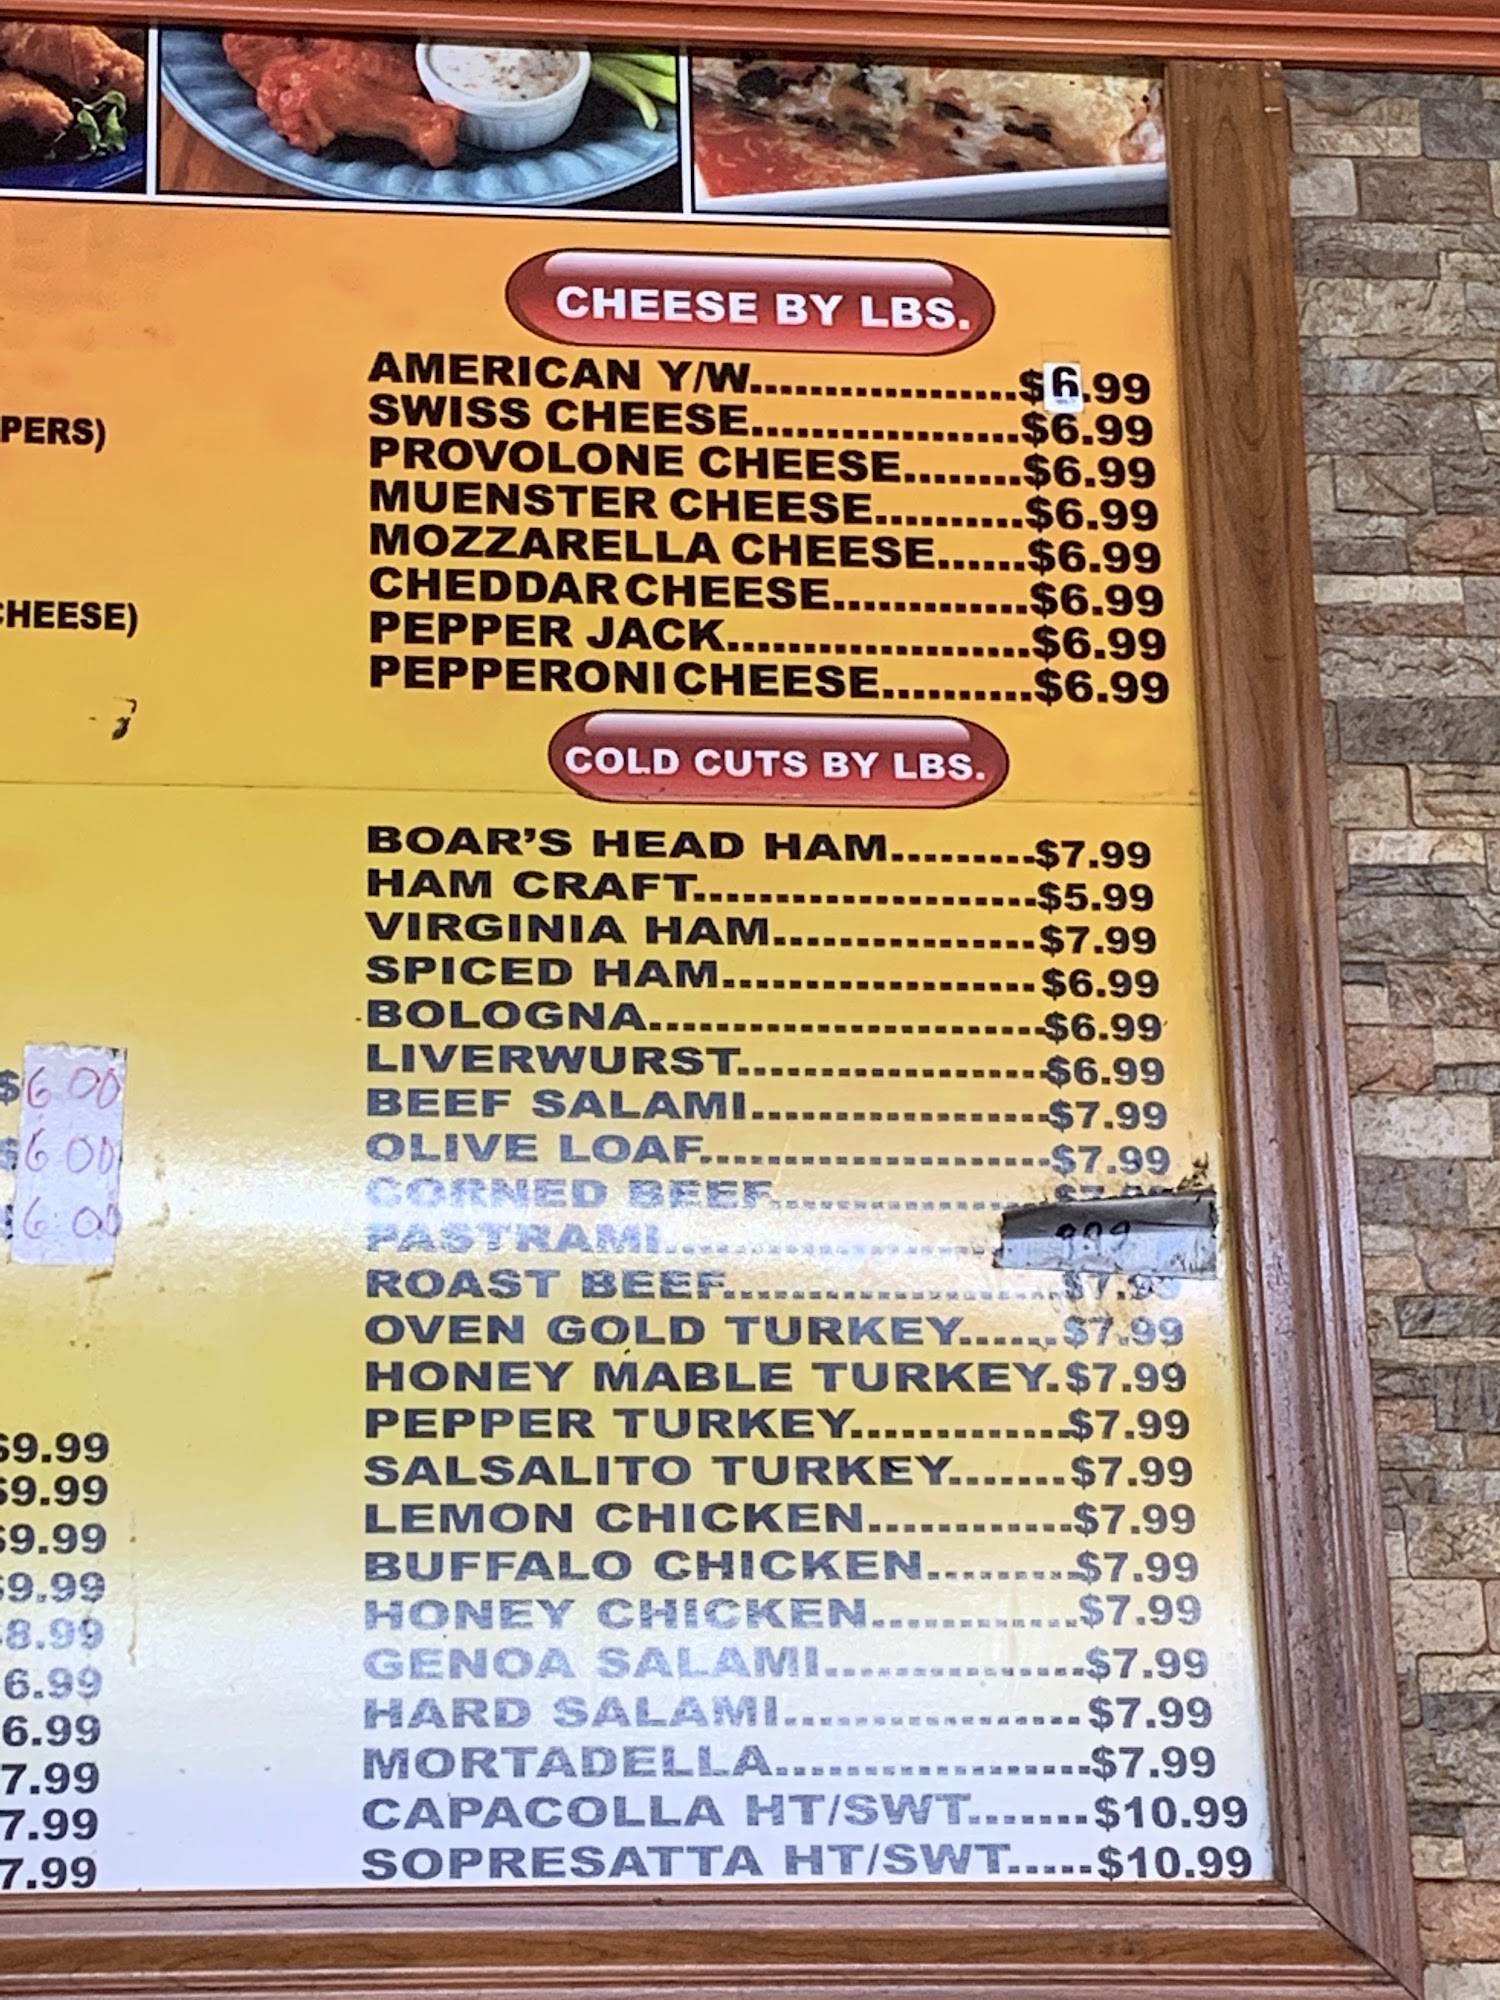 PERS)
CHEESE)
$6.00
6.00
6.00
$9.99
$9.99
$9.99
$9.99
8.99
6.99
6.99
7.99
7.99
7.99
CHEESE BY LBS.
AMERICAN Y/W..................$6.99
SWISS CHEESE..................$6.99
PROVOLONE CHEESE........$6.99
MUENSTER CHEESE..........$6.99
MOZZARELLA CHEESE......$6.99
CHEDDAR CHEESE.............$6.99
PEPPER JACK....................$6.99
PEPPERONI CHEESE..........$6.99
COLD CUTS BY LBS.
BOAR'S HEAD HAM.........$7.99
HAM CRAFT.....................$5.99
VIRGINIA HAM................$7.99
SPICED HAM...................$6.99
BOLOGNA........................$6.99
LIVERWURST...................$6.99
BEEF SALAMI..................$7.99
OLIVE LOAF.....................$7.99
CORNED BEEF.................
PASTRAMI....................
ROAST BEEF....................$7.99
OVEN GOLD TURKEY......$7.99
HONEY MABLE TURKEY.$7.99
PEPPER TURKEY.............$7.99
SALSALITO TURKEY.......$7.99
LEMON CHICKEN............$7.99
BUFFALO CHICKEN.........$7.99
HONEY CHICKEN............$7.99
GENOA SALAMI...............$7.99
HARD SALAMI.................$7.99
MORTADELLA..................$7.99
CAPACOLLA HT/SWT.......$10.99
SOPRESATTA HT/SWT.....$10.99